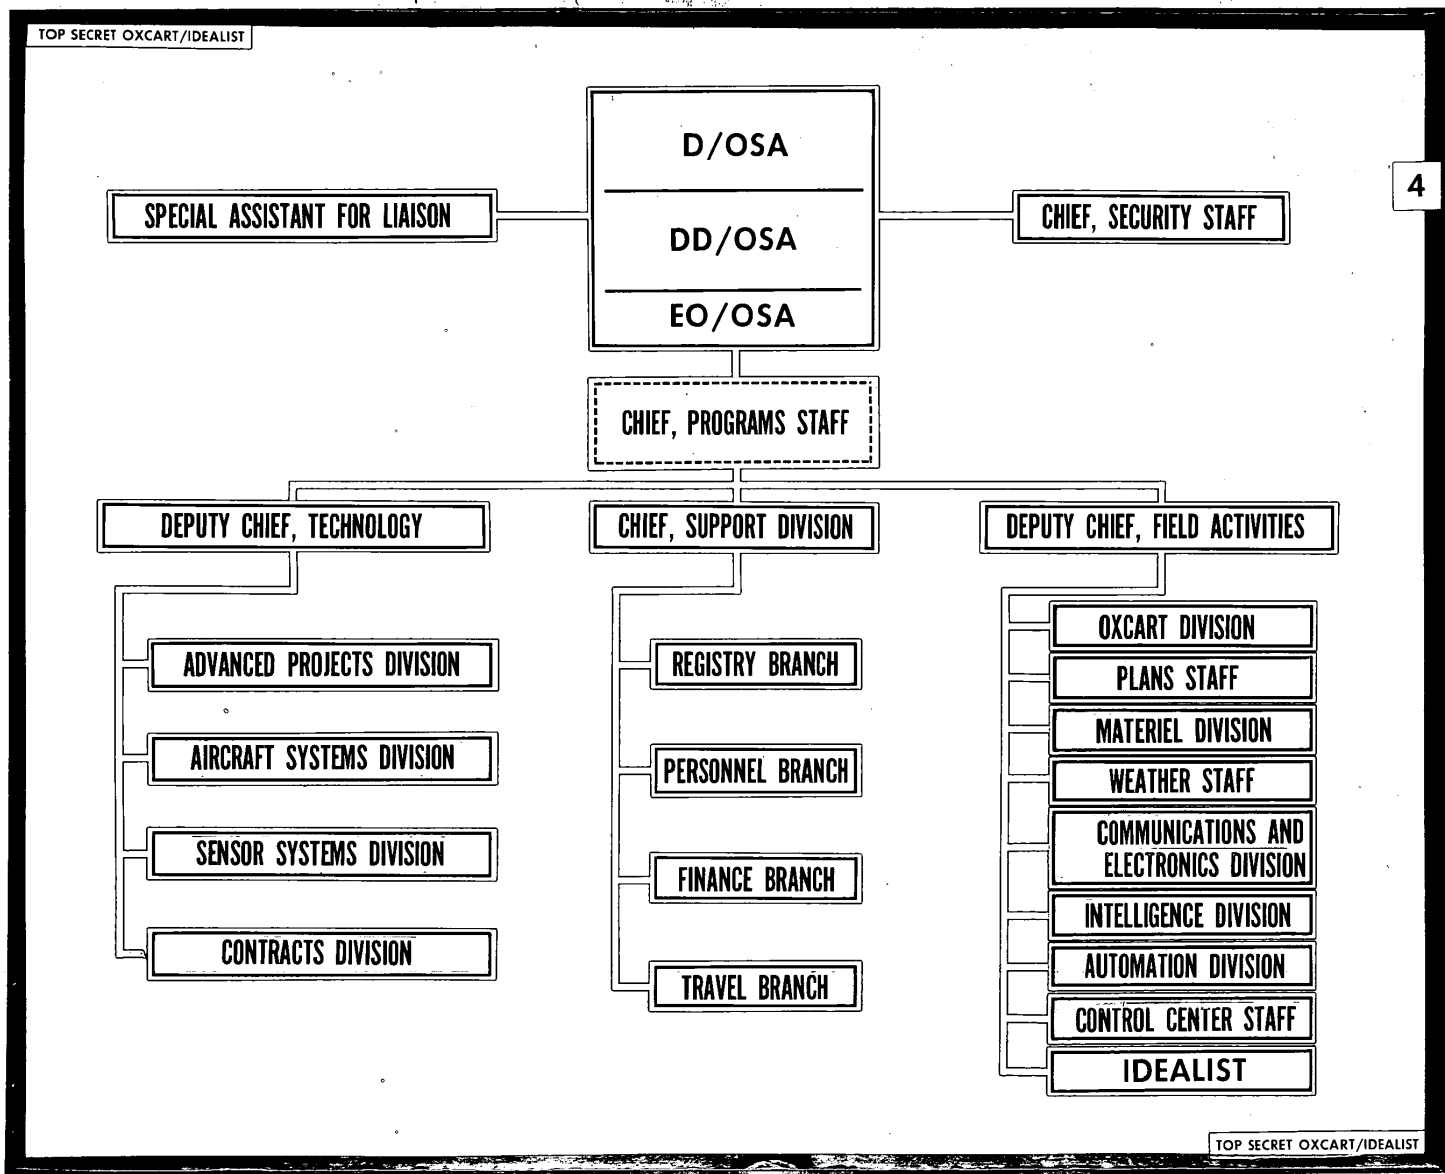 TOP SECRET OXCART/IDEALIST
D/OSA
4
SPECIAL ASSISTANT FOR LIAISON
DD/OSA
CHIEF, SECURITY STAFF
EO/OSA
CHIEF, PROGRAMS STAFF
DEPUTY CHIEF, TECHNOLOGY
ADVANCED PROJECTS DIVISION
AIRCRAFT SYSTEMS DIVISION
SENSOR SYSTEMS DIVISION
CONTRACTS DIVISION
CHIEF, SUPPORT DIVISION
REGISTRY BRANCH
PERSONNEL BRANCH
FINANCE BRANCH
TRAVEL BRANCH
DEPUTY CHIEF, FIELD ACTIVITIES
OXCART DIVISION
PLANS STAFF
MATERIEL DIVISION
WEATHER STAFF
COMMUNICATIONS AND
ELECTRONICS DIVISION
INTELLIGENCE DIVISION
AUTOMATION DIVISION
CONTROL CENTER STAFF
IDEALIST
TOP SECRET OXCART/IDEALIST